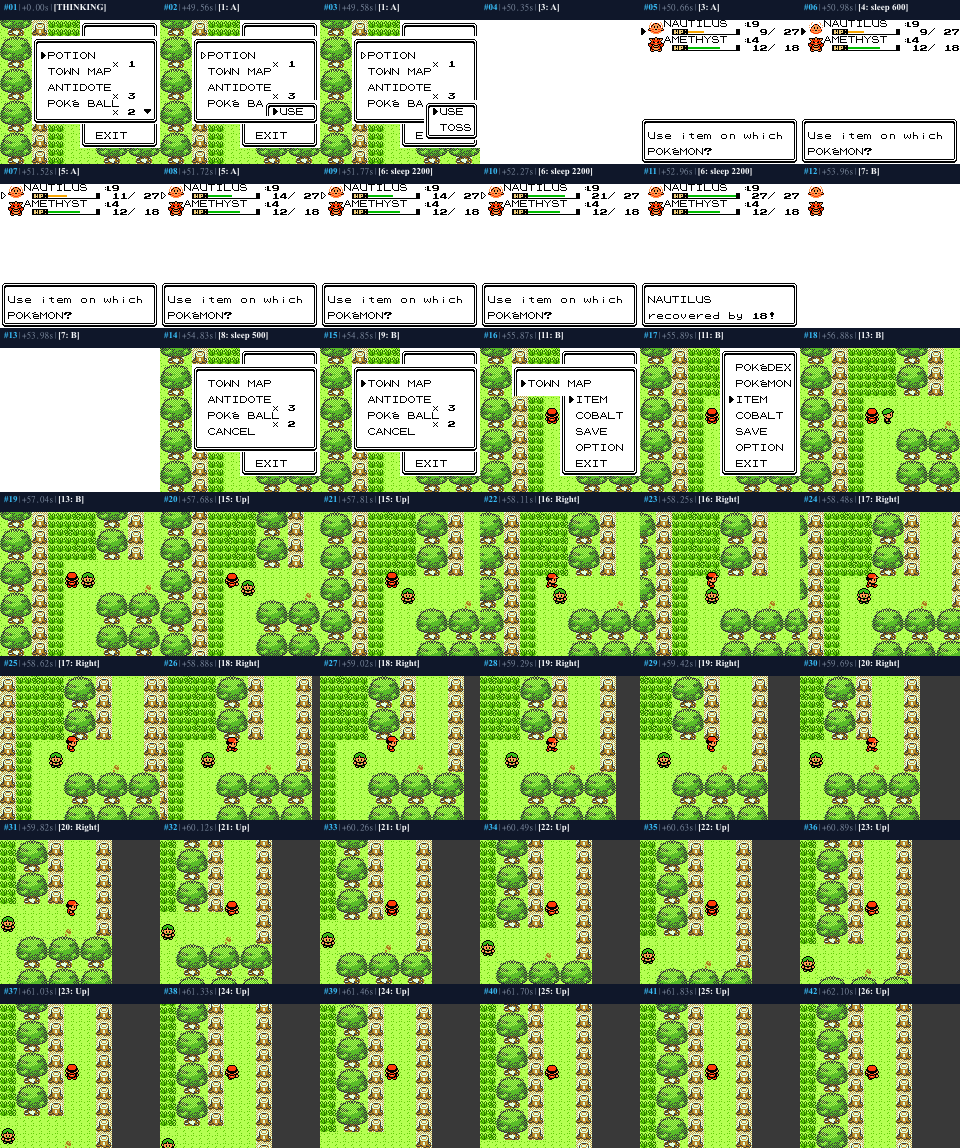 #01|+0.00s|[THINKING]
POTION
× 1
TOWN MAP
ANTIDOTE
× 3
POKé BALL
× 2
EXIT
#02|+49.56s|[1: A]
POTION
× 1
TOWN MAP
ANTIDOTE
× 3
POKé BA
USE
EXIT
#03|+49.58s|[1: A]
POTION
× 1
TOWN MAP
ANTIDOTE
× 3
POKé BA
USE
TOSS
E
#04|+50.35s|[2: A]
#05|+50.66s|[3: A]
NAUTILUS :L9
HP 9/ 27
AMETHYST :L4
HP 12/ 18
Use item on which
POKéMON?
#06|+50.98s|[4: sleep 600]
NAUTILUS :L9
HP 9/ 27
AMETHYST :L4
HP 12/ 18
Use item on which
POKéMON?
#07|+51.52s|[5: A]
NAUTILUS :L9
HP 11/ 27
AMETHYST :L4
HP 12/ 18
Use item on which
POKéMON?
#08|+51.72s|[5: A]
NAUTILUS :L9
HP 14/ 27
AMETHYST :L4
HP 12/ 18
Use item on which
POKéMON?
#09|+51.77s|[6: sleep 2200]
NAUTILUS :L9
HP 14/ 27
AMETHYST :L4
HP 12/ 18
Use item on which
POKéMON?
#10|+52.27s|[6: sleep 2200]
NAUTILUS :L9
HP 21/ 27
AMETHYST :L4
HP 12/ 18
Use item on which
POKéMON?
#11|+52.96s|[6: sleep 2200]
NAUTILUS :L9
HP 27/ 27
AMETHYST :L4
HP 12/ 18
NAUTILUS
recovered by 18!
#12|+53.96s|[7: B]
#13|+53.98s|[7: B]
#14|+54.83s|[8: sleep 500]
TOWN MAP
ANTIDOTE
× 3
POKé BALL
× 2
CANCEL
EXIT
#15|+54.85s|[9: B]
TOWN MAP
ANTIDOTE
× 3
POKé BALL
× 2
CANCEL
EXIT
#16|+55.87s|[11: B]
TOWN MAP
ITEM
COBALT
SAVE
OPTION
EXIT
#17|+55.89s|[11: B]
POKéDEX
POKéMON
ITEM
COBALT
SAVE
OPTION
EXIT
#18|+56.88s|[13: B]
#19|+57.04s|[13: B]
#20|+57.68s|[15: Up]
#21|+57.81s|[15: Up]
#22|+58.11s|[16: Right]
#23|+58.25s|[16: Right]
#24|+58.48s|[17: Right]
#25|+58.62s|[17: Right]
#26|+58.88s|[18: Right]
#27|+59.02s|[18: Right]
#28|+59.29s|[19: Right]
#29|+59.42s|[19: Right]
#30|+59.69s|[20: Right]
#31|+59.82s|[20: Right]
#32|+60.12s|[21: Up]
#33|+60.26s|[21: Up]
#34|+60.49s|[22: Up]
#35|+60.63s|[22: Up]
#36|+60.89s|[23: Up]
#37|+61.03s|[23: Up]
#38|+61.33s|[24: Up]
#39|+61.46s|[24: Up]
#40|+61.70s|[25: Up]
#41|+61.83s|[25: Up]
#42|+62.10s|[26: Up]